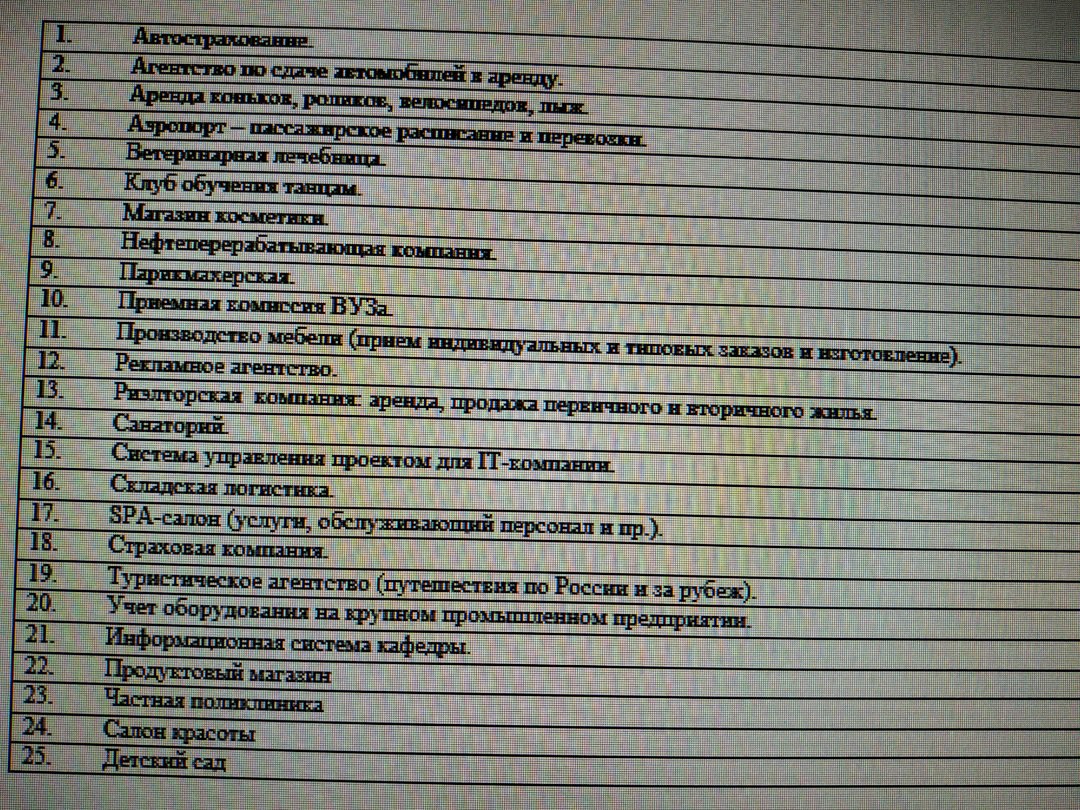 1. Автострахование.
2. Агентство по сдаче автомобилей в аренду.
3. Аренда коньков, роликов, велосипедов, лыж.
4. Аэропорт – пассажирское расписание и перевозки.
5. Ветеринарная лечебница.
6. Клуб обучения танцам.
7. Магазин косметики.
8. Нефтеперерабатывающая компания.
9. Парикмахерская.
10. Приемная комиссия ВУЗа.
11. Производство мебели (прием индивидуальных и типовых заказов и изготовление).
12. Рекламное агентство.
13. Риэлторская компания: аренда, продажа первичного и вторичного жилья.
14. Санаторий.
15. Система управления проектом для IT-компании.
16. Складская логистика.
17. SPA-салон (услуги, обслуживающий персонал и пр.).
18. Страховая компания.
19. Туристическое агентство (путешествия по России и за рубеж).
20. Учет оборудования на крупном промышленном предприятии.
21. Информационная система кафедры.
22. Продуктовый магазин
23. Частная поликлиника
24. Салон красоты
25. Детский сад